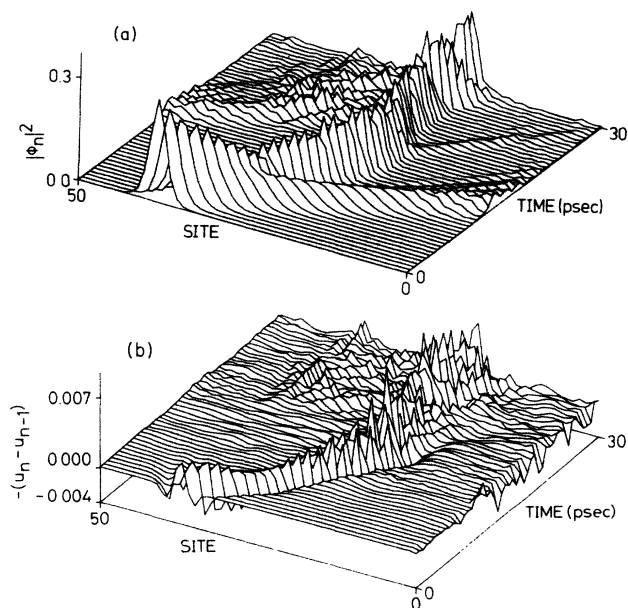 (a)
0.3
|Φn|²
0 0
50
SITE
0
0
TIME (psec)
30
(b)
0.007
-(un - un-1)
0 000
-0 004
50
SITE
0
0
TIME (psec)
30